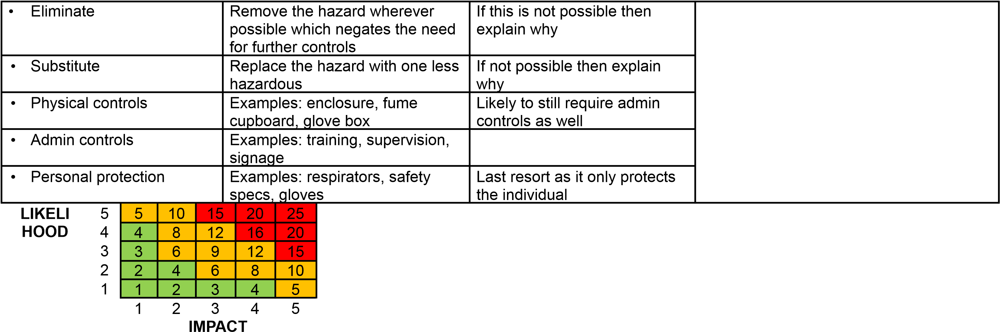 • Eliminate
Remove the hazard wherever
possible which negates the need
for further controls
If this is not possible then
explain why
• Substitute
Replace the hazard with one less
hazardous
If not possible then explain
why
• Physical controls
Examples: enclosure, fume
cupboard, glove box
Likely to still require admin
controls as well
• Admin controls
Examples: training, supervision,
signage
• Personal protection
Examples: respirators, safety
specs, gloves
Last resort as it only protects
the individual
LIKELI
HOOD
5 5 10 15 20 25
4 4 8 12 16 20
3 3 6 9 12 15
2 2 4 6 8 10
1 1 2 3 4 5
1 2 3 4 5
IMPACT